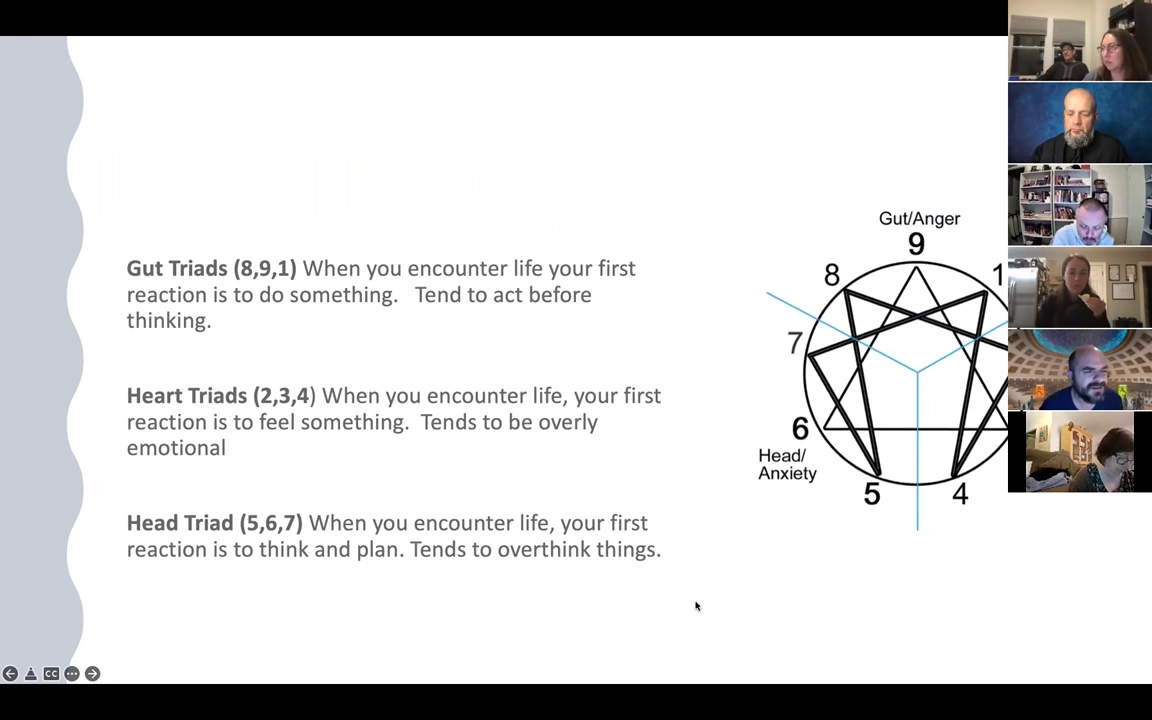 Gut Triads (8,9,1) When you encounter life your first
reaction is to do something. Tend to act before
thinking.
Heart Triads (2,3,4) When you encounter life, your first
reaction is to feel something. Tends to be overly
emotional
Head Triad (5,6,7) When you encounter life, your first
reaction is to think and plan. Tends to overthink things.
Gut/Anger
9
8
1
7
6
Head/
Anxiety
5
4
CC